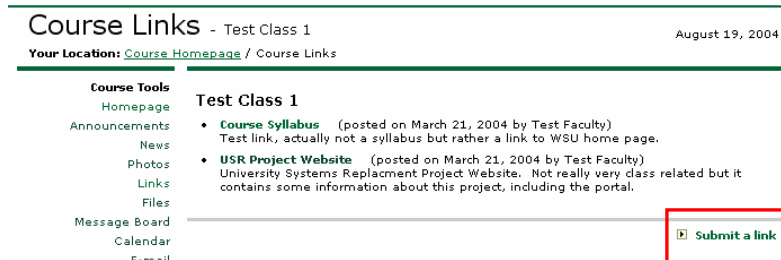 Course Links - Test Class 1
August 19, 2004
Your Location: Course Homepage / Course Links
Course Tools
Homepage
Announcements
News
Photos
Links
Files
Message Board
Calendar
E-mail
Test Class 1
• Course Syllabus (posted on March 21, 2004 by Test Faculty)
Test link, actually not a syllabus but rather a link to WSU home page.
• USR Project Website (posted on March 21, 2004 by Test Faculty)
University Systems Replacment Project Website. Not really very class related but it
contains some information about this project, including the portal.
Submit a link